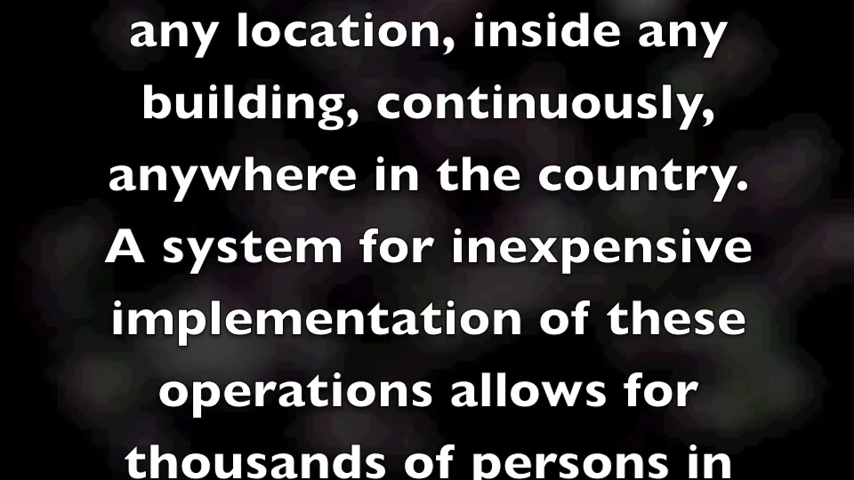 any location, inside any
building, continuously,
anywhere in the country.
A system for inexpensive
implementation of these
operations allows for
thousands of persons in